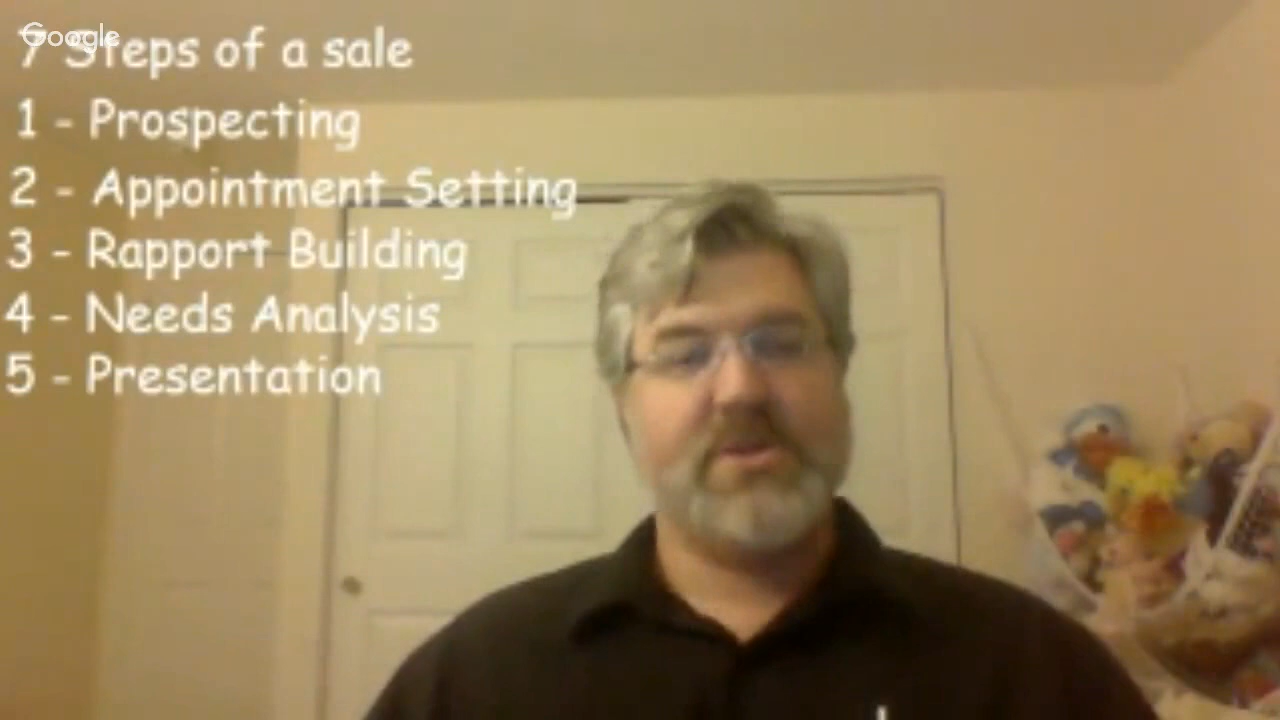 Google
7 Steps of a sale
1 - Prospecting
2 - Appointment Setting
3 - Rapport Building
4 - Needs Analysis
5 - Presentation